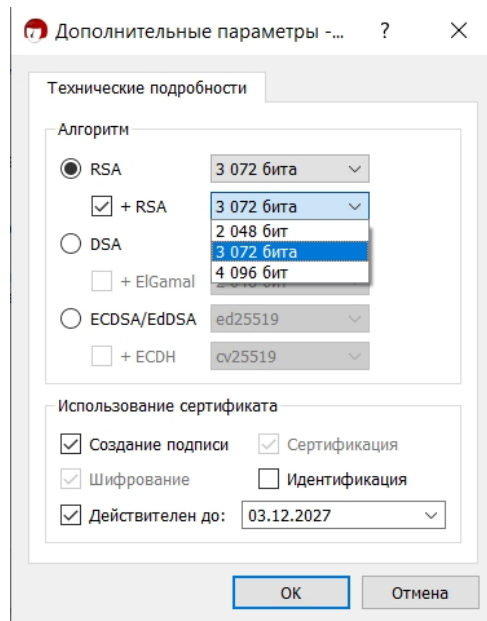 Дополнительные параметры -... ?
Технические подробности
Алгоритм
RSA 3 072 бита
+ RSA 3 072 бита
2 048 бит
DSA 3 072 бита
4 096 бит
+ ElGamal
ECDSA/EdDSA ed25519
+ ECDH cv25519
Использование сертификата
Создание подписи Сертификация
Шифрование Идентификация
Действителен до: 03.12.2027
ОК Отмена